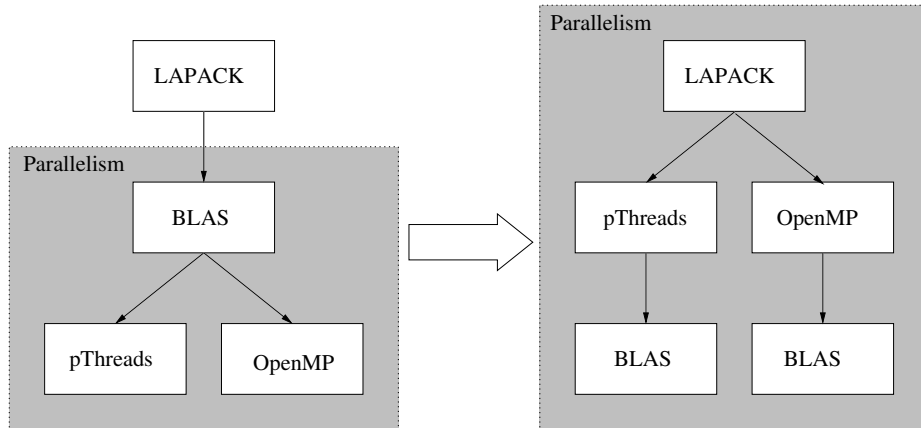 LAPACK
Parallelism
BLAS
pThreads
OpenMP
Parallelism
LAPACK
pThreads
OpenMP
BLAS
BLAS